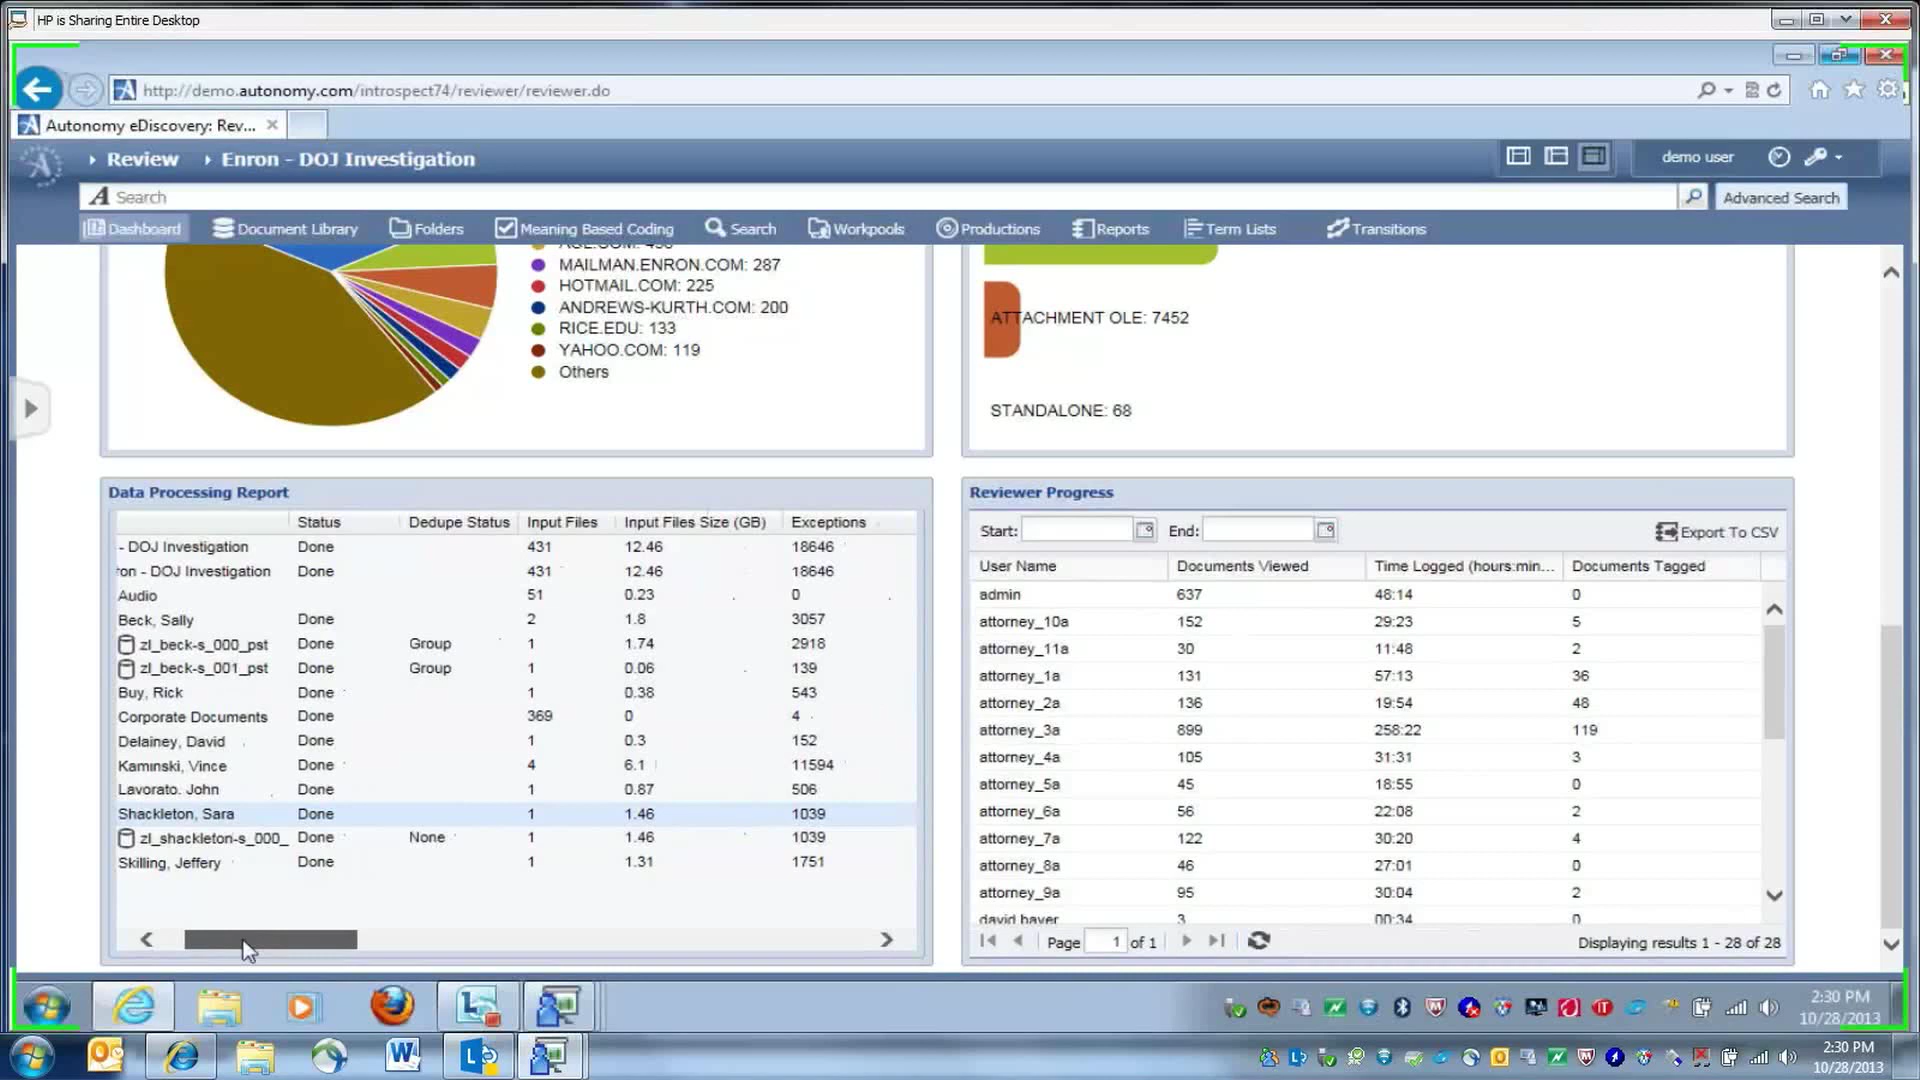 HP is Sharing Entire Desktop
http://demo.autonomy.com/introspect74/reviewer/reviewer.do
Autonomy eDiscovery: Rev...
Review
Enron - DOJ Investigation
demo user
Search
Advanced Search
Dashboard
Document Library
Folders
Meaning Based Coding
Search
Workpools
Productions
Reports
Term Lists
Transitions
MAILMAN.ENRON.COM: 287
HOTMAIL.COM: 225
ANDREWS-KURTH.COM: 200
RICE.EDU: 133
YAHOO.COM: 119
Others
ATTACHMENT OLE: 7452
STANDALONE: 68
Data Processing Report
Status Dedupe Status Input Files Input Files Size (GB) Exceptions
- DOJ Investigation Done 431 12.46 18646
ron - DOJ Investigation Done 431 12.46 18646
Audio 51 0.23 0
Beck, Sally Done 2 1.8 3057
zl_beck-s_000_pst Done Group 1 1.74 2918
zl_beck-s_001_pst Done Group 1 0.06 139
Buy, Rick Done 1 0.38 543
Corporate Documents Done 369 0 4
Delainey, David Done 1 0.3 152
Kaminski, Vince Done 4 6.1 11594
Lavorato, John Done 1 0.87 506
Shackleton, Sara Done 1 1.46 1039
zl_shackleton-s_000_ Done None 1 1.46 1039
Skilling, Jeffery Done 1 1.31 1751
Reviewer Progress
Start: End: Export To CSV
User Name Documents Viewed Time Logged (hours:min... Documents Tagged
admin 637 48:14 0
attorney_10a 152 29:23 5
attorney_11a 30 11:48 2
attorney_1a 131 57:13 36
attorney_2a 136 19:54 48
attorney_3a 899 258:22 119
attorney_4a 105 31:31 3
attorney_5a 45 18:55 0
attorney_6a 56 22:08 2
attorney_7a 122 30:20 4
attorney_8a 46 27:01 0
attorney_9a 95 30:04 2
david bayer 3 00:34 0
Page 1 of 1 Displaying results 1 - 28 of 28
2:30 PM
10/28/2013
2:30 PM
10/28/2013